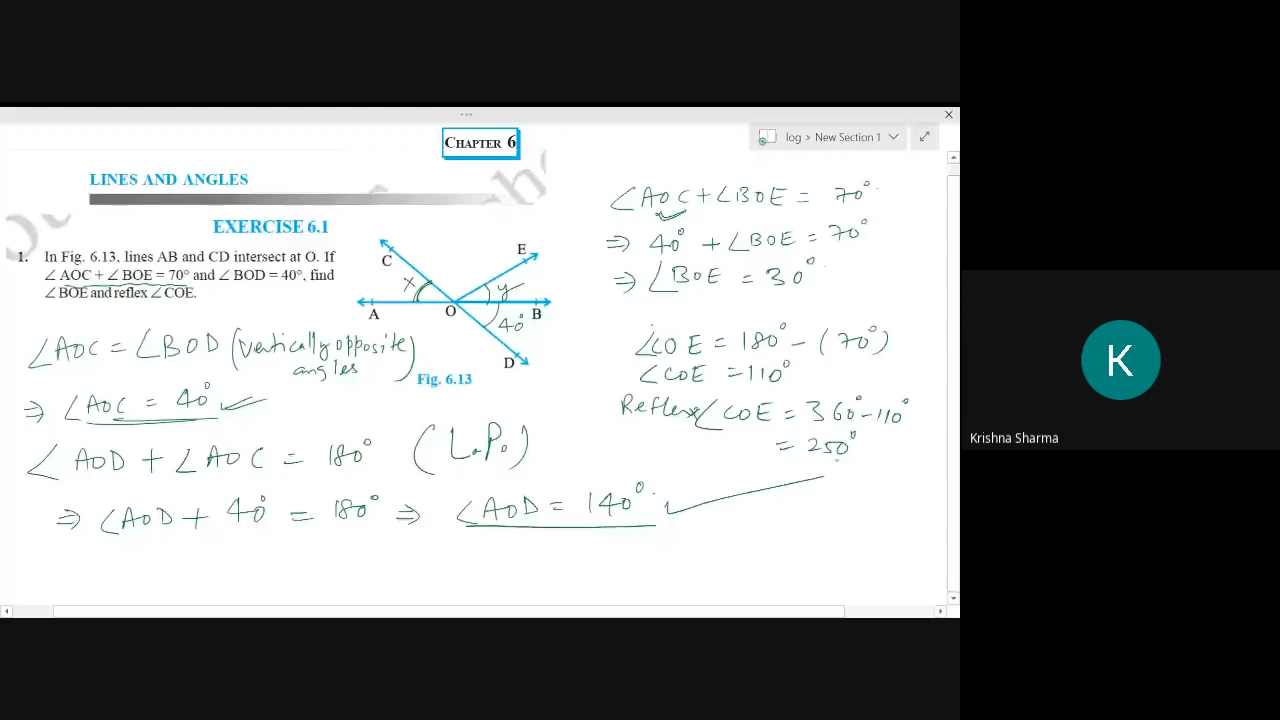 CHAPTER 6
log > New Section 1
LINES AND ANGLES
EXERCISE 6.1
1. In Fig. 6.13, lines AB and CD intersect at O. If
∠ AOC + ∠ BOE = 70° and ∠ BOD = 40°, find
∠ BOE and reflex ∠ COE.
C
E
x
y
A
O
B
40°
D
Fig. 6.13
∠AOC = ∠BOD (vertically opposite
angles)
⇒ ∠AOC = 40°
∠AOD + ∠AOC = 180° (L.P.)
⇒ ∠AOD + 40° = 180° ⇒ ∠AOD = 140°
∠AOC + ∠BOE = 70°
⇒ 40° + ∠BOE = 70°
⇒ ∠BOE = 30°
∠COE = 180° - (70°)
∠COE = 110°
Reflex ∠COE = 360° - 110°
= 250°
K
Krishna Sharma